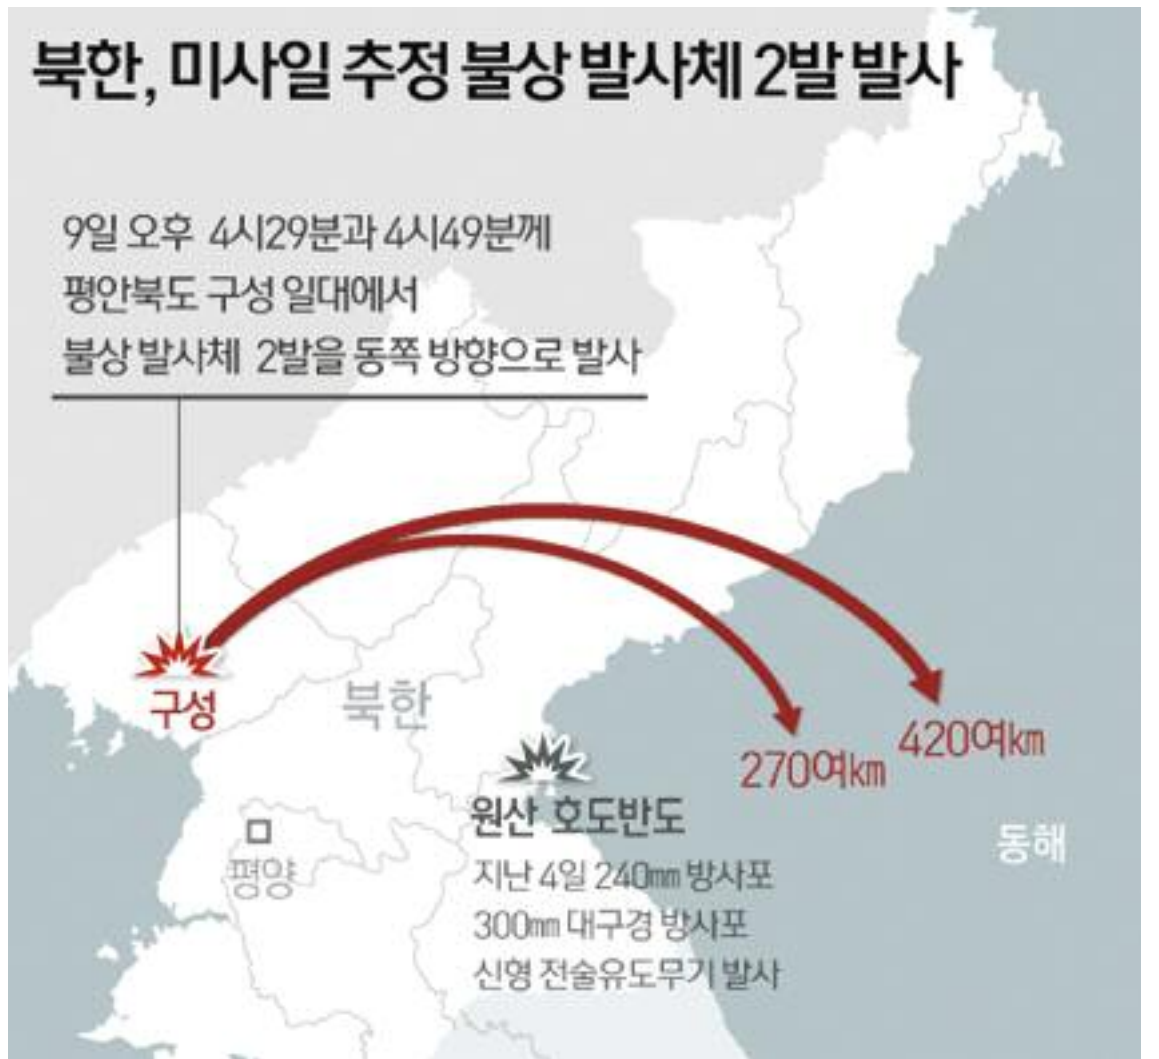 북한, 미사일 추정 불상 발사체 2발 발사
9일 오후 4시29분과 4시49분께
평안북도 구성 일대에서
불상 발사체 2발을 동쪽 방향으로 발사
구성
북한
270여㎞
420여㎞
원산 호도반도
지난 4일 240㎜ 방사포
300㎜ 대구경 방사포
신형 전술유도무기 발사
평양
동해